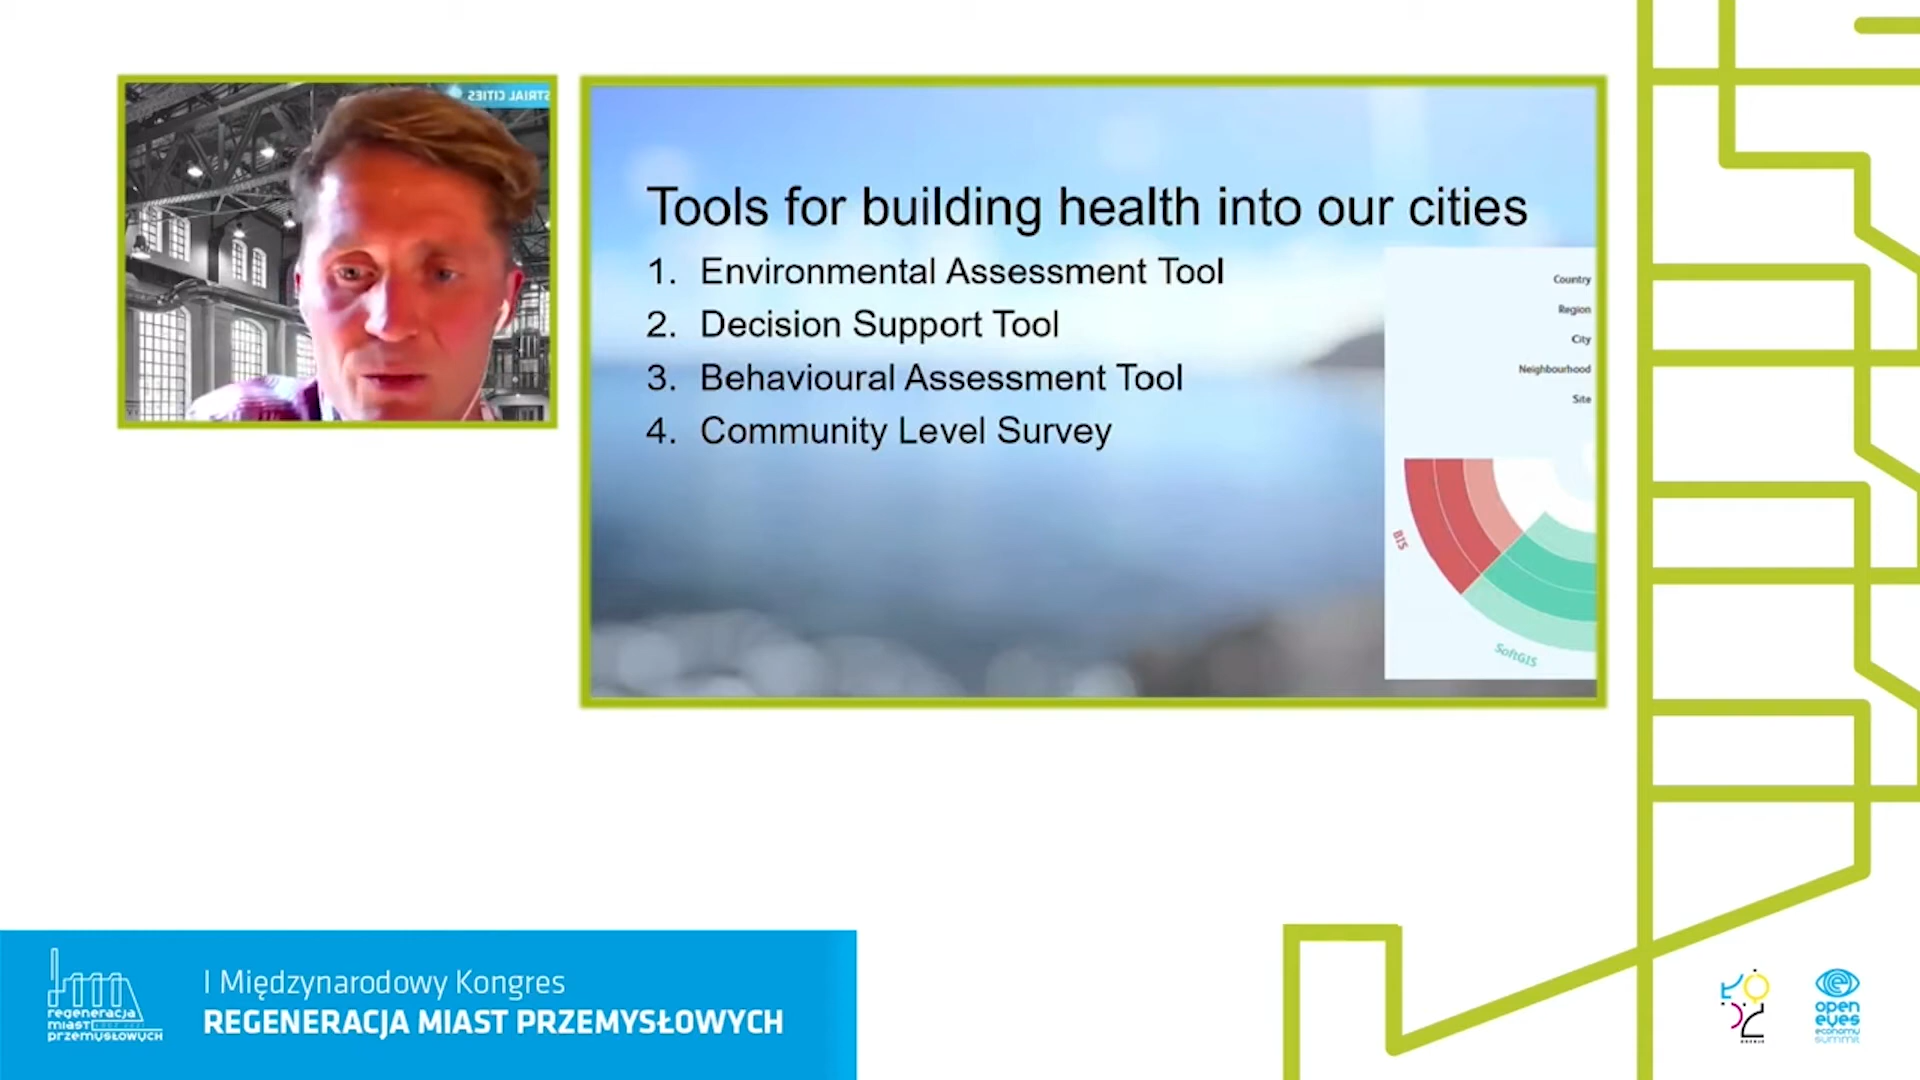 STRIAL CITIES
Tools for building health into our cities
1. Environmental Assessment Tool
2. Decision Support Tool
3. Behavioural Assessment Tool
4. Community Level Survey
Country
Region
City
Neighbourhood
Site
BIS
SoftGIS
I Międzynarodowy Kongres
REGENERACJA MIAST PRZEMYSŁOWYCH
regeneracja
miast
przemysłowych
open
eyes
economy
summit